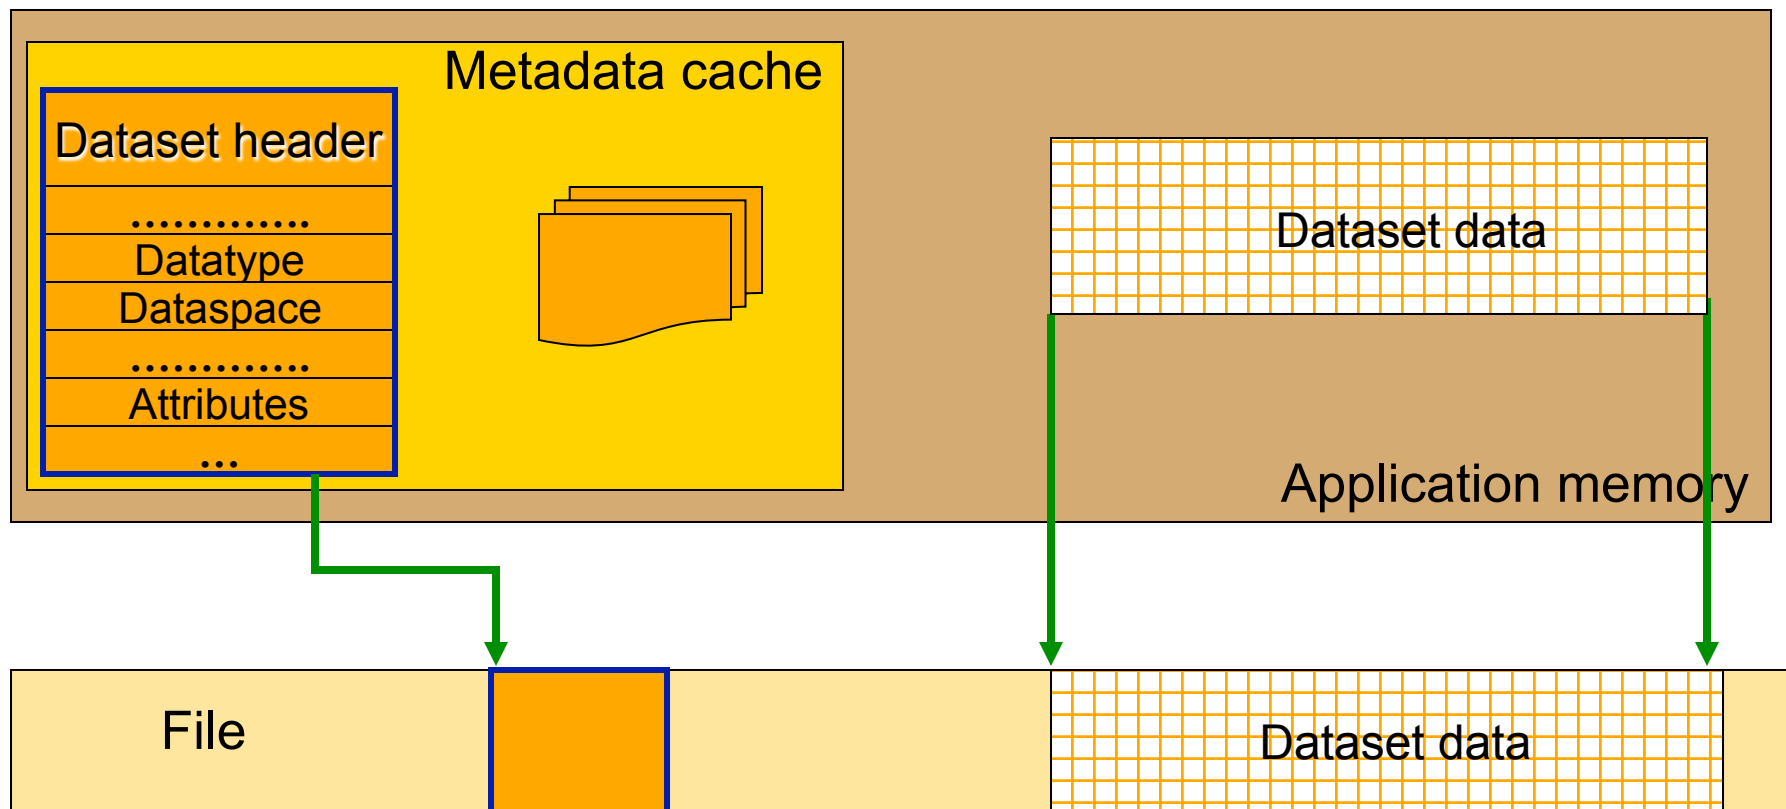 Metadata cache
Dataset header
.............
Datatype
Dataspace
.............
Attributes
...
Dataset data
Application memory
File
Dataset data